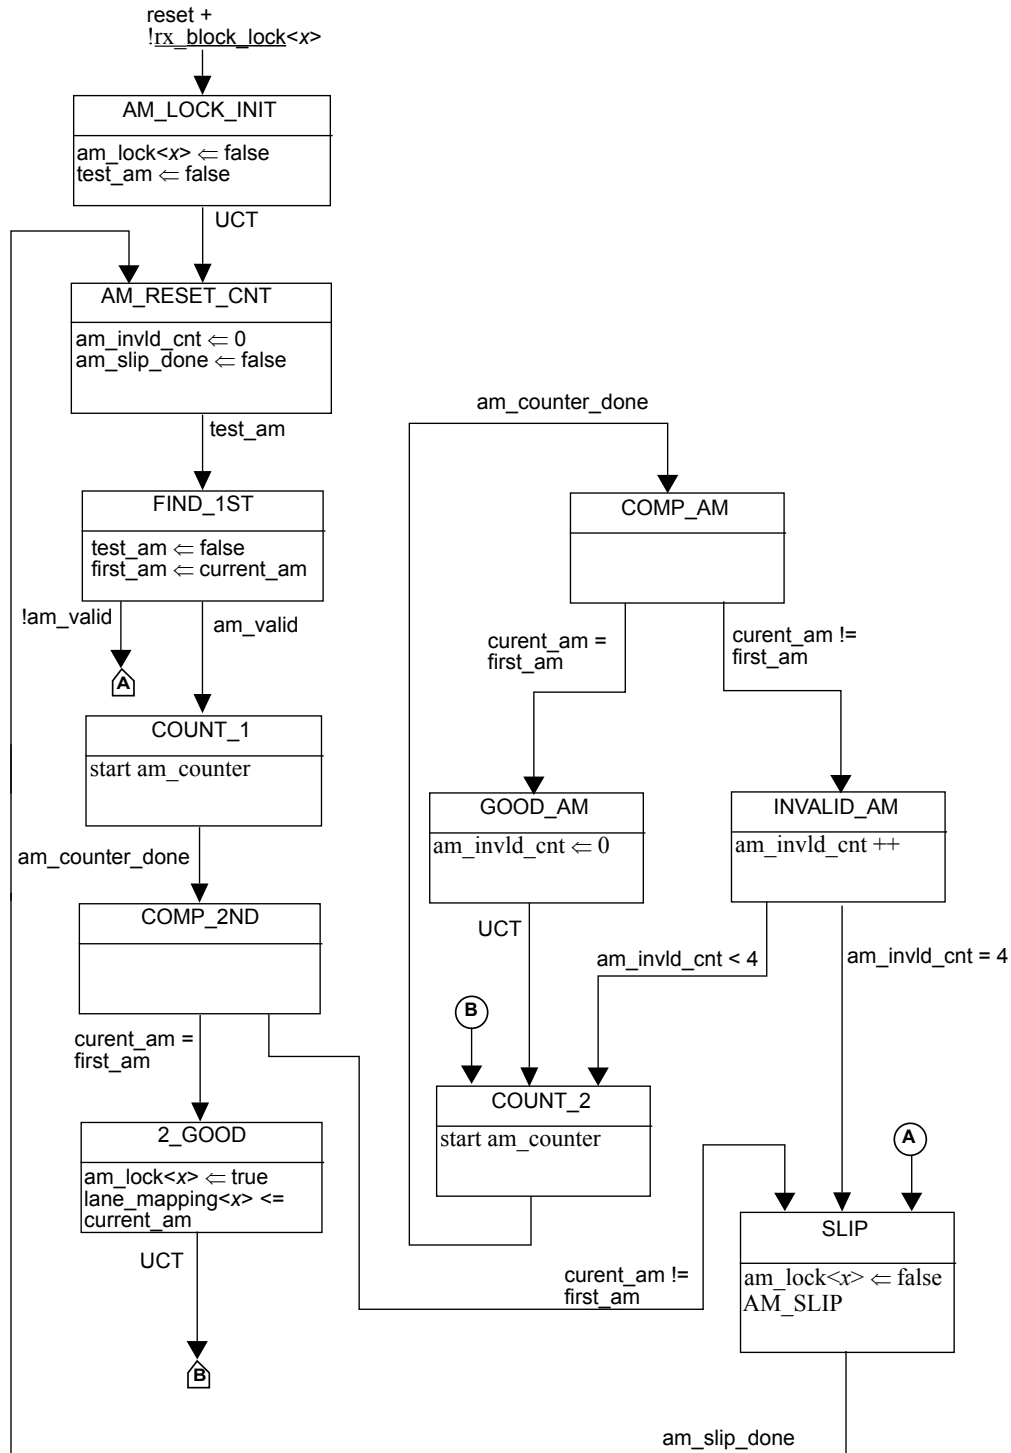 reset +
!rx_block_lock<x>
AM_LOCK_INIT
am_lock<x> ⇐ false
test_am ⇐ false
UCT
AM_RESET_CNT
am_invld_cnt ⇐ 0
am_slip_done ⇐ false
test_am
FIND_1ST
test_am ⇐ false
first_am ⇐ current_am
!am_valid
am_valid
A
COUNT_1
start am_counter
am_counter_done
COMP_2ND
curent_am =
first_am
2_GOOD
am_lock<x> ⇐ true
lane_mapping<x> <=
current_am
UCT
B
curent_am !=
first_am
am_counter_done
COMP_AM
curent_am =
first_am
curent_am !=
first_am
GOOD_AM
am_invld_cnt ⇐ 0
INVALID_AM
am_invld_cnt ++
UCT
am_invld_cnt < 4
am_invld_cnt = 4
B
COUNT_2
start am_counter
A
SLIP
am_lock<x> ⇐ false
AM_SLIP
am_slip_done